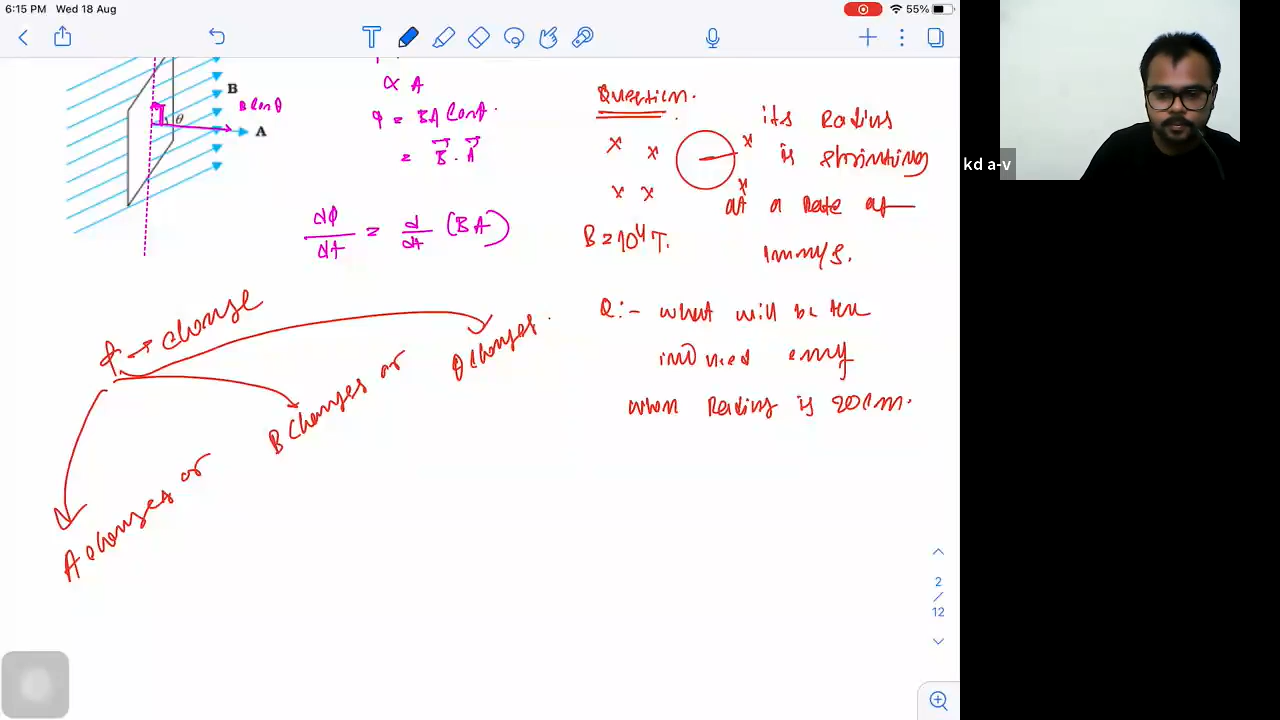 6:15 PM Wed 18 Aug
55%
T
∝ A
B
B Cos θ
θ
A
φ = BA Cosθ.
= B⃗ . A⃗
dφ/dt = d/dt (BA)
φ → change
A changes or
B changes or
θ changes.
Question.
x x x
x x x
B = 10⁴ T.
its Radius
is shrinking
at a Rate of
1mm/s.
Q:- what will be the
induced emf
when Radius is 20cm.
2
/
12
kd a-v